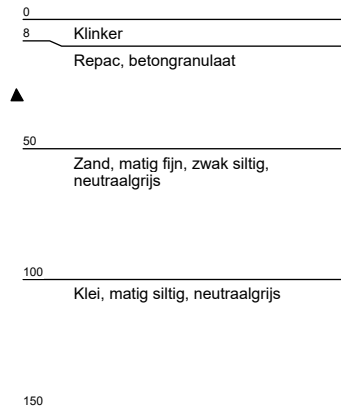 0
8
Klinker
Repac, betongranulaat
50
Zand, matig fijn, zwak siltig,
neutraalgrijs
100
Klei, matig siltig, neutraalgrijs
150